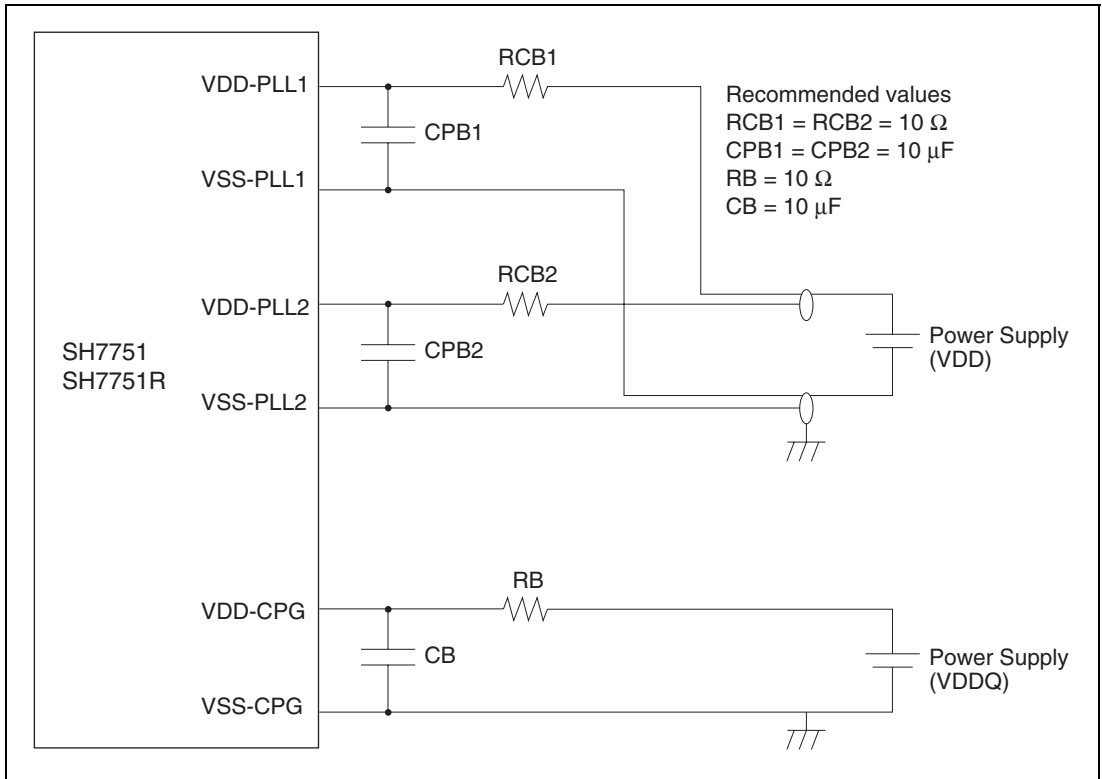 RCB1
VDD-PLL1
CPB1
VSS-PLL1
Recommended values
RCB1 = RCB2 = 10 Ω
CPB1 = CPB2 = 10 μF
RB = 10 Ω
CB = 10 μF
RCB2
VDD-PLL2
CPB2
VSS-PLL2
SH7751
SH7751R
Power Supply
(VDD)
RB
VDD-CPG
CB
VSS-CPG
Power Supply
(VDDQ)